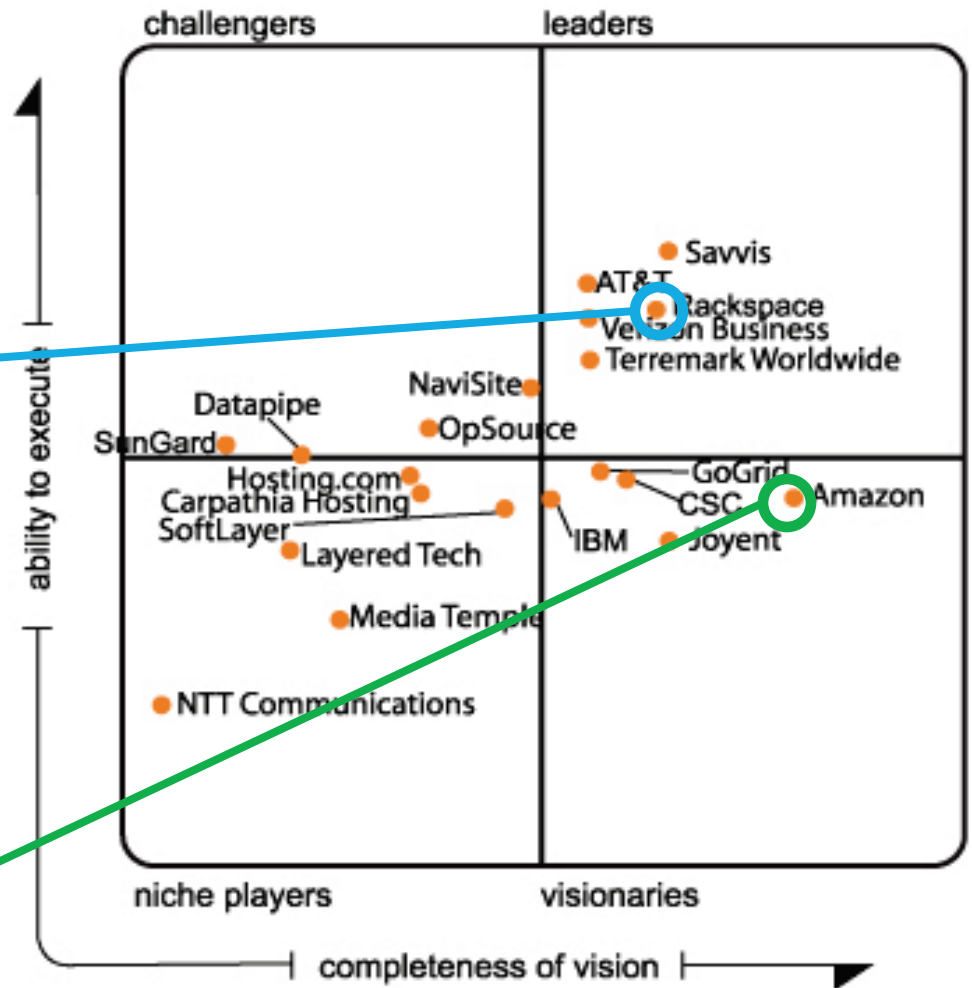 challengers
leaders
Savvis
AT&T
Rackspace
Verizon Business
Terremark Worldwide
NaviSite
Datapipe
OpSource
SunGard
GoGrid
Hosting.com
CSC
Amazon
Carpathia Hosting
SoftLayer
IBM
Joyent
Layered Tech
Media Temple
NTT Communications
ability to execute
niche players
visionaries
completeness of vision